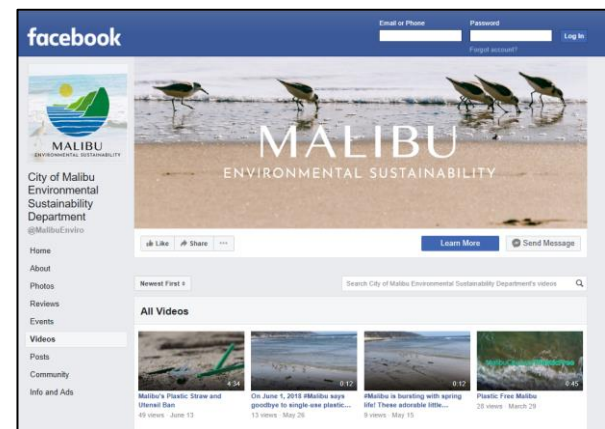 facebook
Email or Phone
Password
Log In
Forgot account?
MALIBU
ENVIRONMENTAL SUSTAINABILITY
City of Malibu
Environmental
Sustainability
Department
@MalibuEnviro
Home
About
Photos
Reviews
Events
Videos
Posts
Community
Info and Ads
MALIBU
ENVIRONMENTAL SUSTAINABILITY
Like
Share
...
Learn More
Send Message
Newest First
Search City of Malibu Environmental Sustainability Department's videos
All Videos
4:34
Malibu's Plastic Straw and
Utensil Ban
49 views · June 13
0:12
On June 1, 2018 #Malibu says
goodbye to single-use plastic...
13 views · May 26
0:12
#Malibu is bursting with spring
life! These adorable little...
9 views · May 15
0:45
Plastic Free Malibu
28 views · March 29